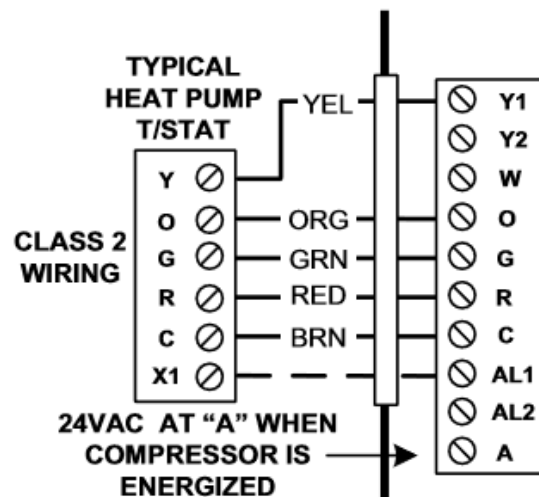 TYPICAL
HEAT PUMP
T/STAT
CLASS 2
WIRING
Y
O
G
R
C
X1
YEL
ORG
GRN
RED
BRN
Y1
Y2
W
O
G
R
C
AL1
AL2
A
24VAC AT “A” WHEN
COMPRESSOR IS
ENERGIZED